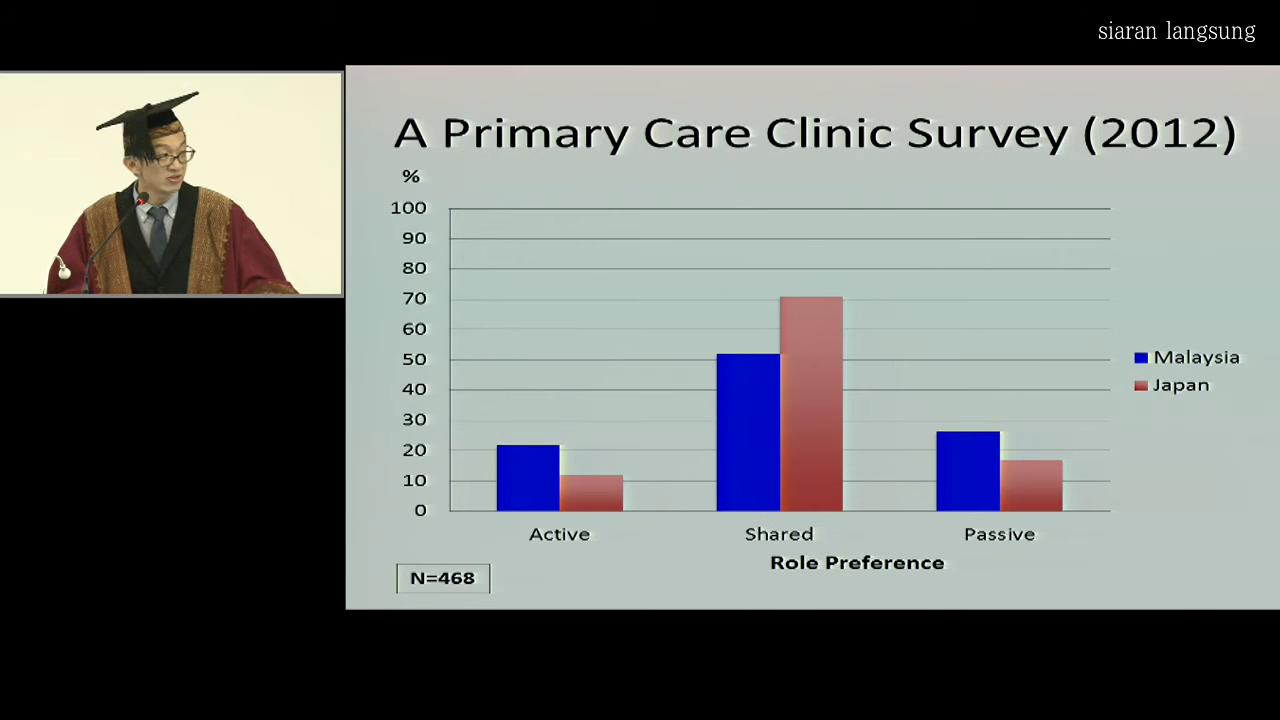 siaran langsung
A Primary Care Clinic Survey (2012)
%
100
90
80
70
60
50
40
30
20
10
0
Active Shared Passive
Role Preference
Malaysia
Japan
N=468